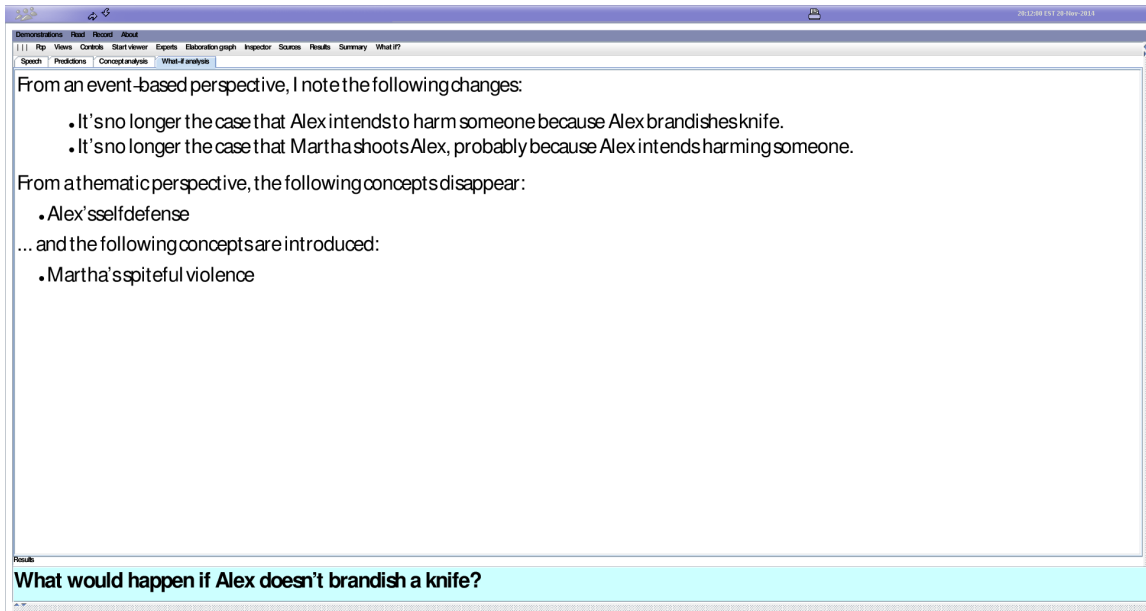 20:12:00 EST 20-Nov-2014
Demonstrations Read Record About
| | | Pop Views Controls Start viewer Experts Elaboration graph Inspector Sources Results Summary What if?
Speech Predictions Concept analysis What-if analysis
From an event-based perspective, I note the following changes:
• It's no longer the case that Alex intends to harm someone because Alex brandishes knife.
• It's no longer the case that Martha shoots Alex, probably because Alex intends harming someone.
From a thematic perspective, the following concepts disappear:
• Alex's selfdefense
... and the following concepts are introduced:
• Martha's spiteful violence
Results
What would happen if Alex doesn't brandish a knife?